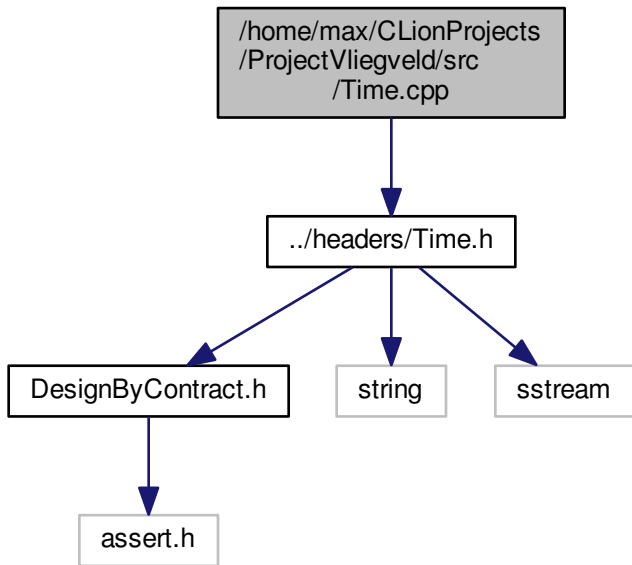 /home/max/CLionProjects
/ProjectVliegveld/src
/Time.cpp
../headers/Time.h
DesignByContract.h
string
sstream
assert.h